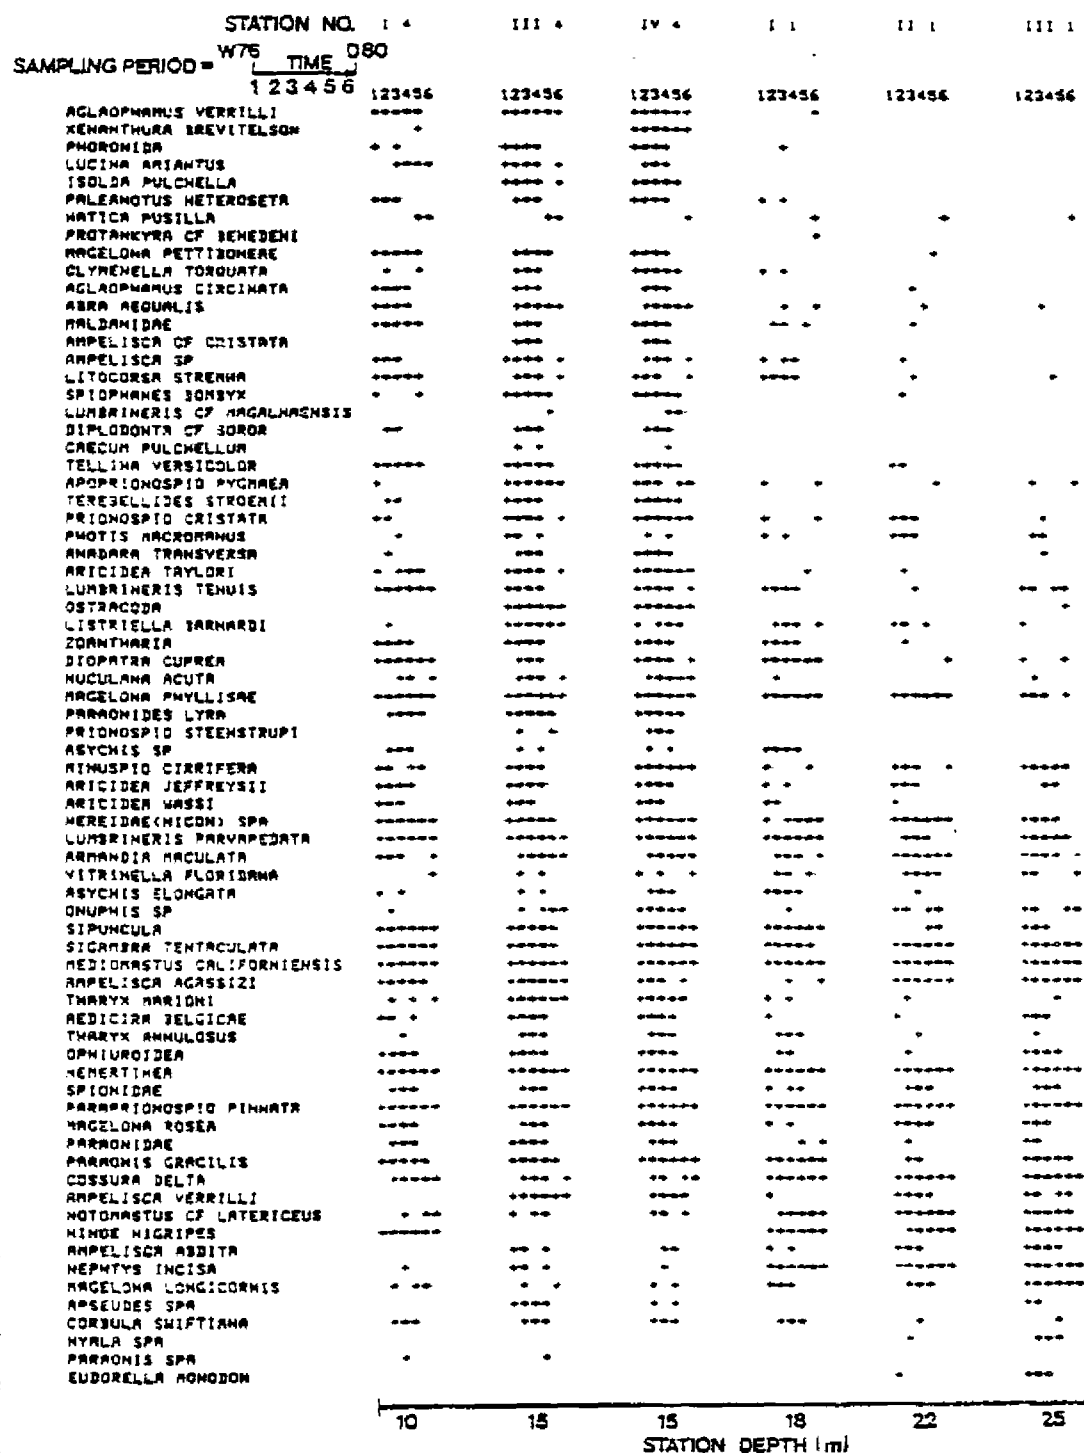 STATION NO. I 4 III 4 IV 4 I 1 II 1 III 1
W76 D80
SAMPLING PERIOD = TIME
123456
123456 123456 123456 123456 123456 123456
AGLAOPHAMUS VERRILLI
XENANTHURA BREVITELSON
PHORONIDA
LUCINA AMIANTUS
ISOLDA PULCHELLA
PALEANOTUS HETEROSETA
NATICA PUSILLA
PROTANKYRA CF BENEDENI
MAGELONA PETTIBONEAE
CLYMENELLA TORQUATA
AGLAOPHAMUS CIRCINATA
ABRA AEQUALIS
MALDANIDAE
AMPELISCA CF CRISTATA
AMPELISCA SP
LITOCORSA STREMMA
SPIOPHANES BOMBYX
LUMBRINERIS CF MAGALHAENSIS
DIPLODONTA CF SOROR
CAECUM PULCHELLUM
TELLINA VERSICOLOR
APOPRIONOSPIO PYGMAEA
TEREBELLIDES STROEMII
PRIONOSPIO CRISTATA
PHOTIS MACROMANUS
ANADARA TRANSVERSA
ARICIDEA TAYLORI
LUMBRINERIS TENUIS
OSTRACODA
LISTRIELLA BARNARDI
ZOANTHARIA
DIOPATRA CUPREA
NUCULANA ACUTA
MAGELONA PHYLLISAE
PARAONIDES LYRA
PRIONOSPIO STEENSTRUPI
ASYCHIS SP
MINUSPIO CIRRIFERA
ARICIDEA JEFFREYSII
ARICIDEA WASSI
NEREIDAE(NICON) SPA
LUMBRINERIS PARVAPEDATA
ARMANDIA MACULATA
VITRINELLA FLORIDANA
ASYCHIS ELONGATA
ONUPHIS SP
SIPUNCULA
SIGAMBRA TENTACULATA
MEDIOMASTUS CALIFORNIENSIS
AMPELISCA AGASSIZI
THARYX MARIONI
AEDICIRA BELGICAE
THARYX ANNULOSUS
OPHIUROIDEA
NEMERTINEA
SPIONIDAE
PARAPRIONOSPIO PINNATA
MAGELONA ROSEA
PARAONIDAE
PARAONIS GRACILIS
COSSURA DELTA
AMPELISCA VERRILLI
NOTOMASTUS CF LATERICEUS
NINOE NIGRIPES
AMPELISCA ABDITA
NEPHTYS INCISA
MAGELONA LONGICORNIS
APSEUDES SPA
CORBULA SWIFTIANA
HYALA SPA
PARAONIS SPA
EUDORELLA MONODON
10 15 15 18 22 25
STATION DEPTH (m)